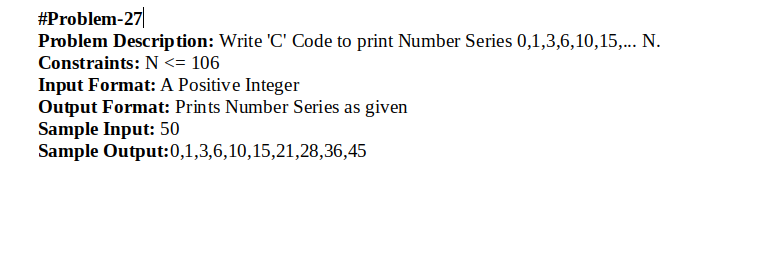 #Problem-27
Problem Description: Write 'C' Code to print Number Series 0,1,3,6,10,15,... N.
Constraints: N <= 106
Input Format: A Positive Integer
Output Format: Prints Number Series as given
Sample Input: 50
Sample Output:0,1,3,6,10,15,21,28,36,45